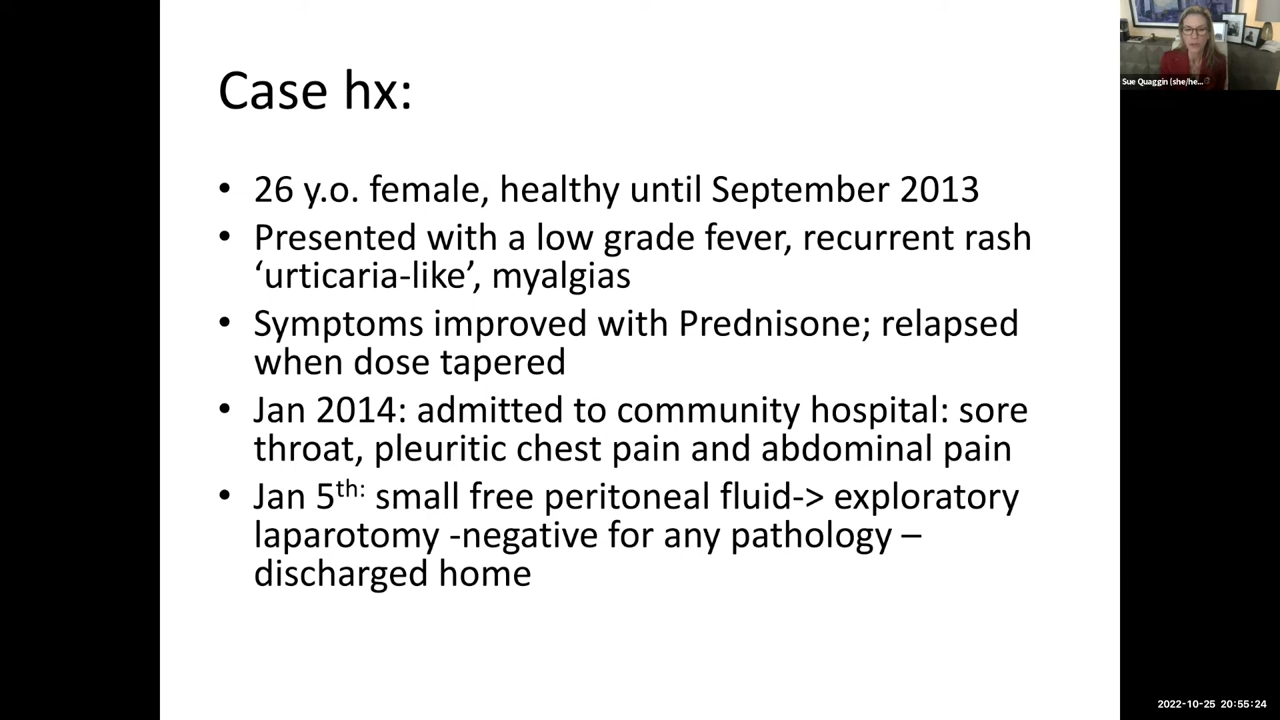 Case hx:
• 26 y.o. female, healthy until September 2013
• Presented with a low grade fever, recurrent rash
‘urticaria-like’, myalgias
• Symptoms improved with Prednisone; relapsed
when dose tapered
• Jan 2014: admitted to community hospital: sore
throat, pleuritic chest pain and abdominal pain
• Jan 5th: small free peritoneal fluid-> exploratory
laparotomy -negative for any pathology –
discharged home
Sue Quaggin (she/he...
2022-10-25 20:55:24